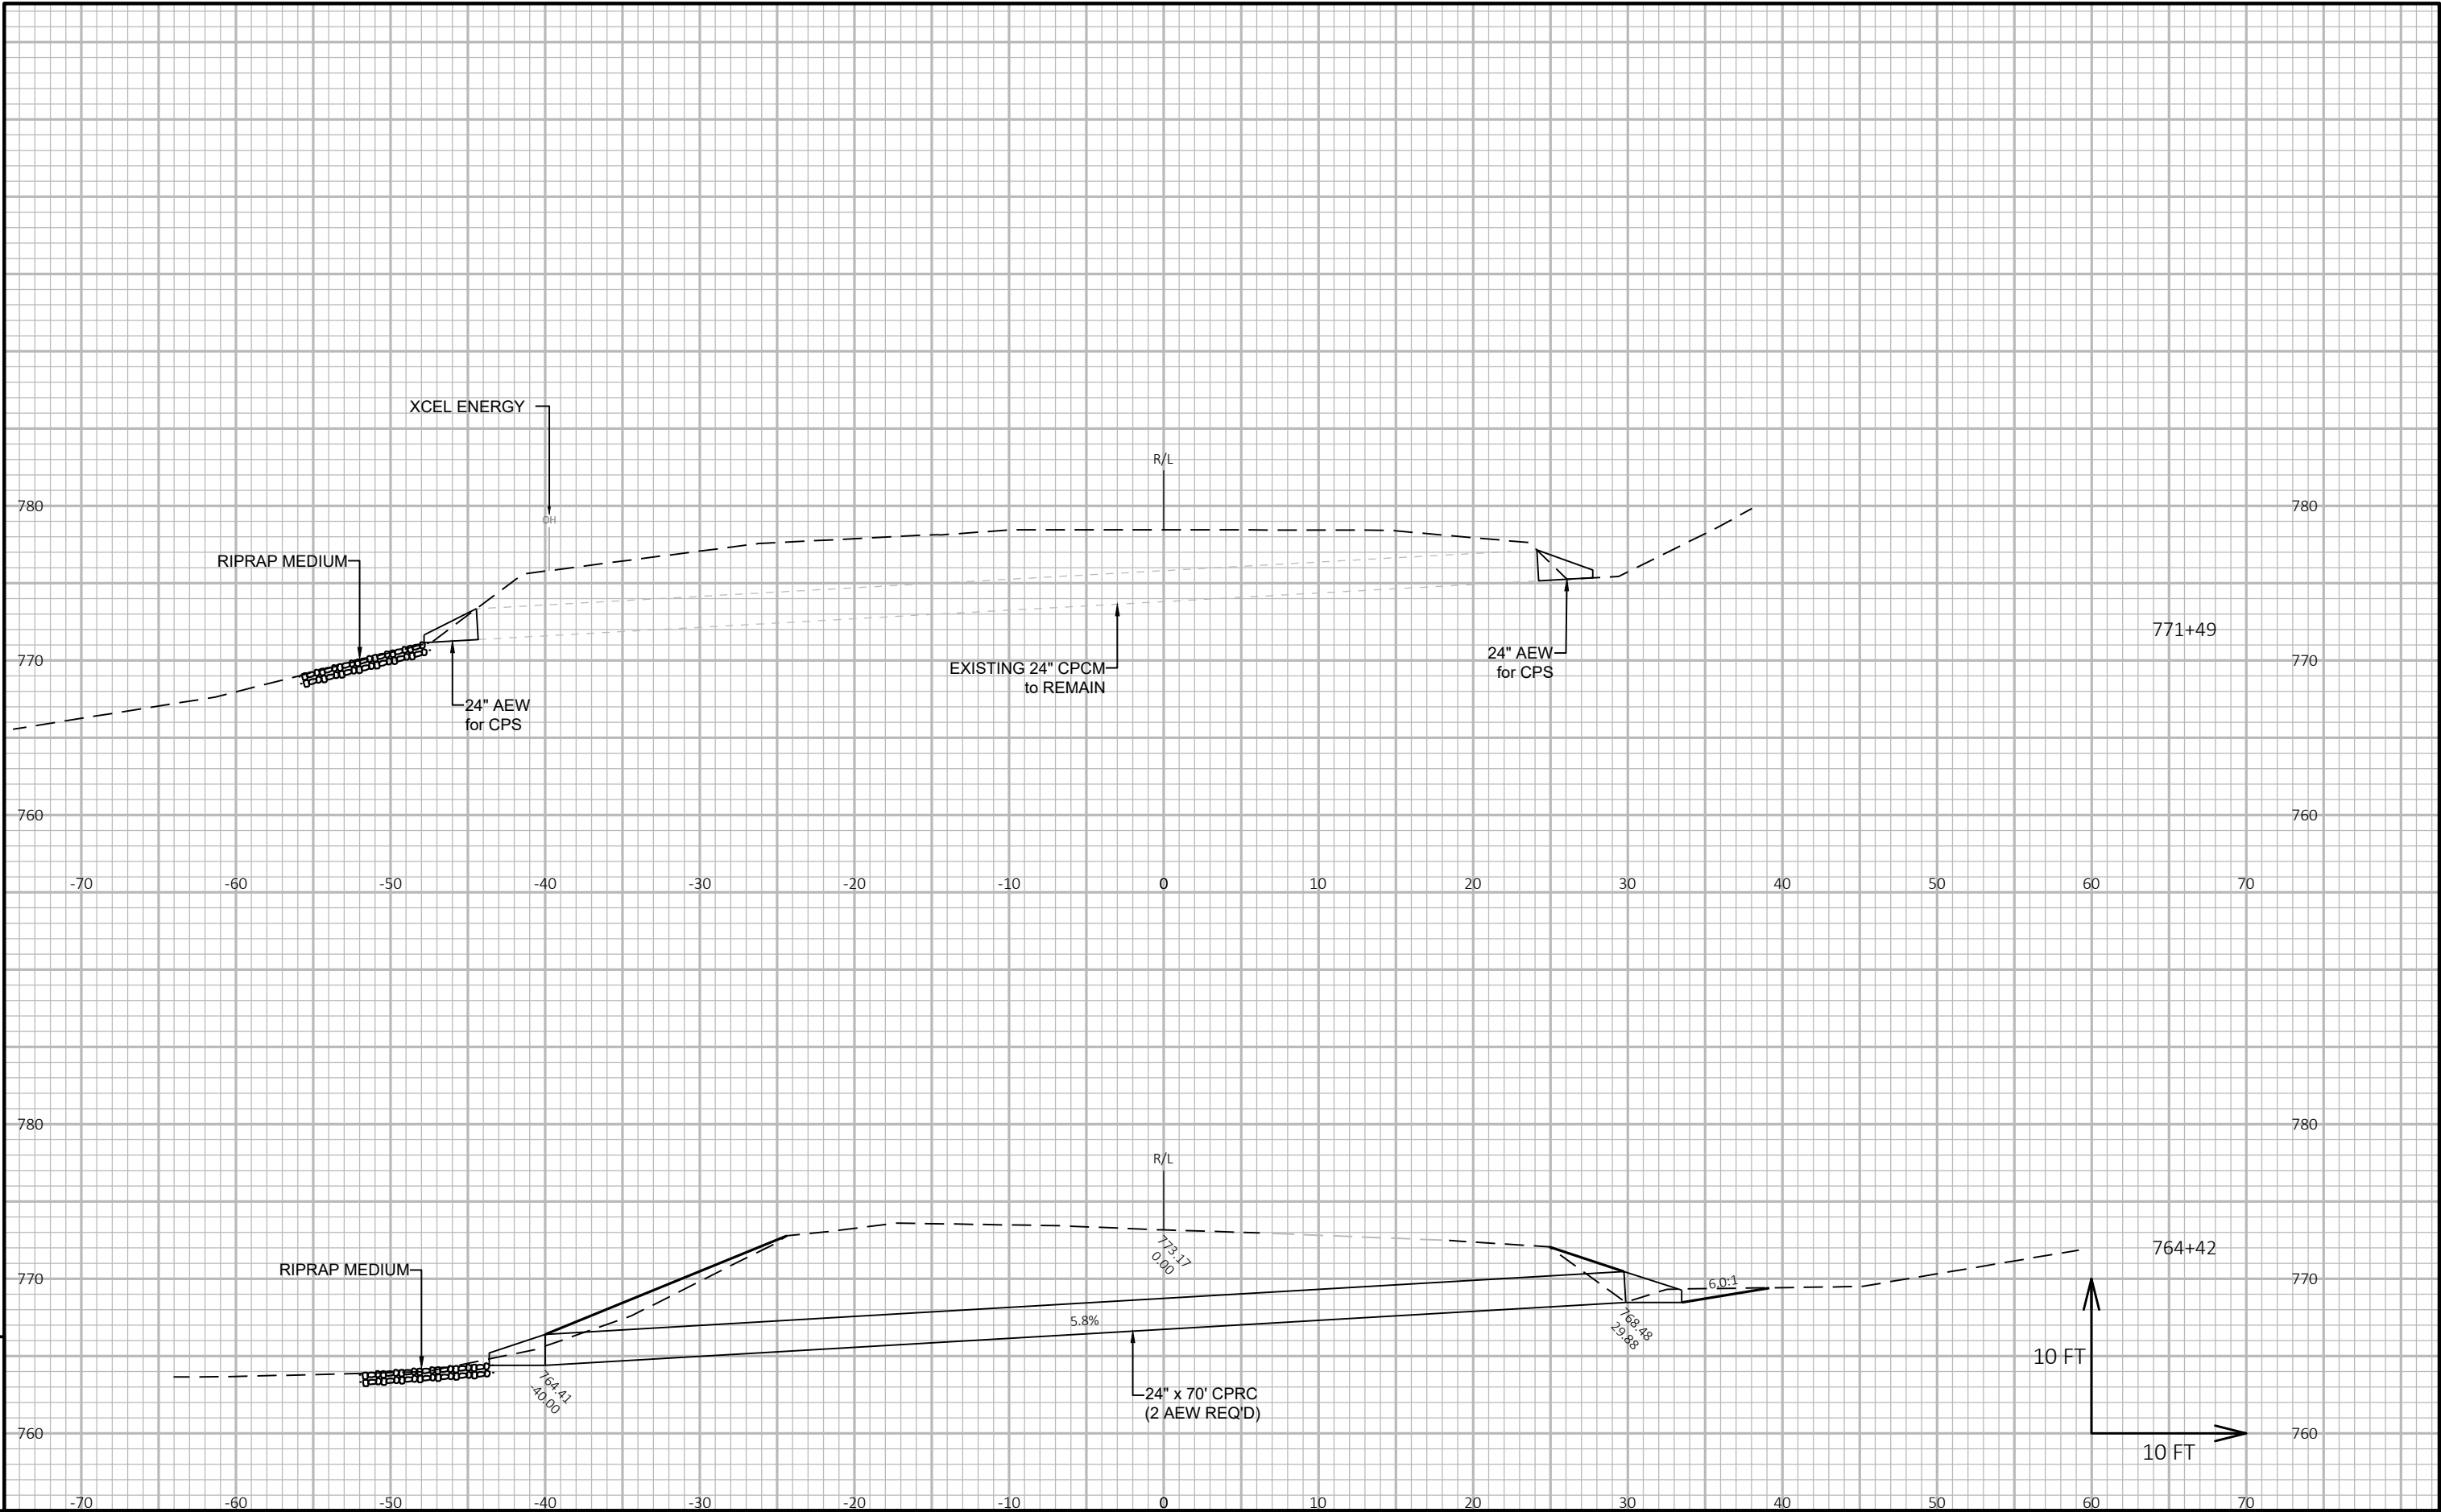 XCEL ENERGY
R/L
780
OH
780
RIPRAP MEDIUM
771+49
770
EXISTING 24" CPCM
to REMAIN
24" AEW
for CPS
770
24" AEW
for CPS
760
760
-70 -60 -50 -40 -30 -20 -10 0 10 20 30 40 50 60 70
780
780
R/L
773.17
0.00
764+42
RIPRAP MEDIUM
770
6.0:1
770
5.8%
768.48
29.88
10 FT
764.41
-40.00
24" x 70' CPRC
(2 AEW REQ'D)
760
760
10 FT
-70 -60 -50 -40 -30 -20 -10 0 10 20 30 40 50 60 70